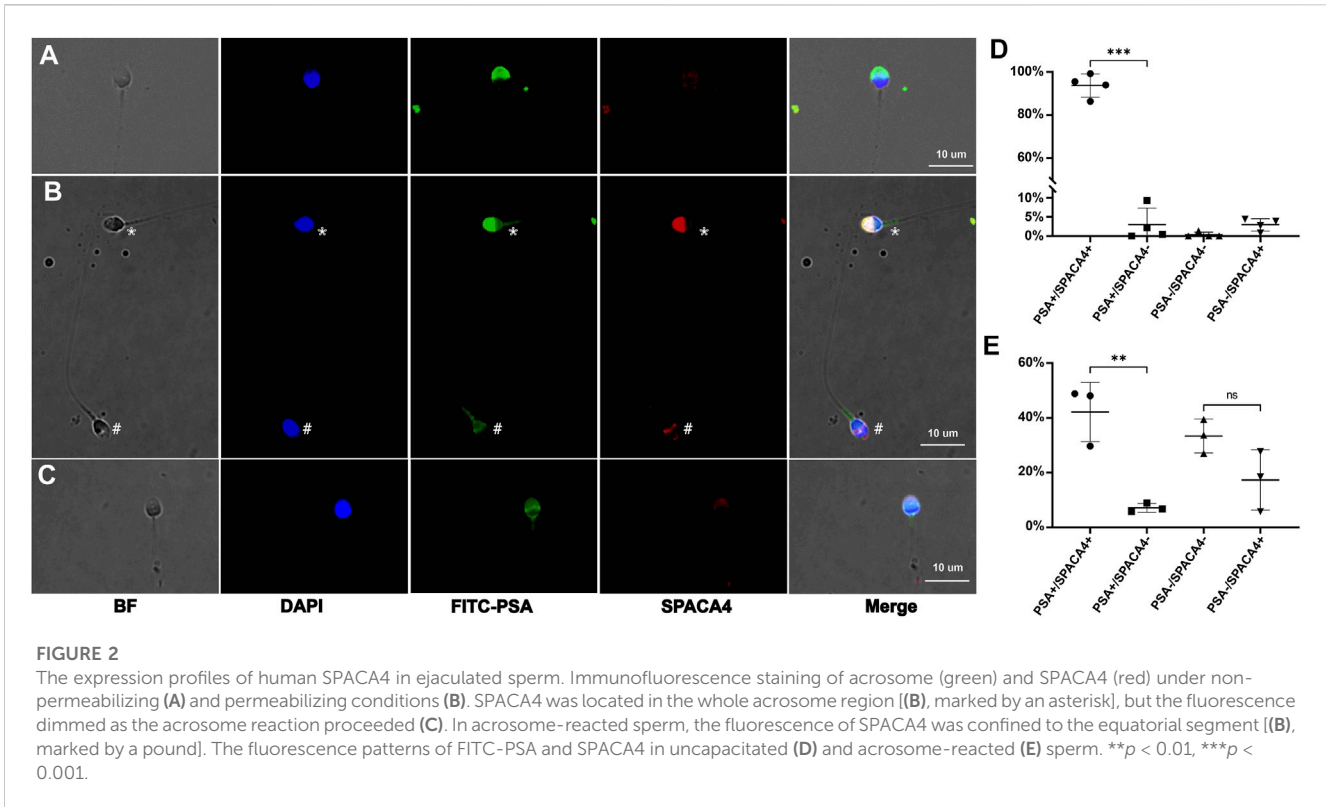 A
10 um
B
*
*
*
*
*
#
#
#
#
#
10 um
C
10 um
BF DAPI FITC-PSA SPACA4 Merge
D
***
100%
80%
60%
10%
5%
0%
PSA+/SPACA4+ PSA+/SPACA4- PSA-/SPACA4- PSA-/SPACA4+
E
60%
**
ns
40%
20%
0%
PSA+/SPACA4+ PSA+/SPACA4- PSA-/SPACA4- PSA-/SPACA4+
FIGURE 2
The expression profiles of human SPACA4 in ejaculated sperm. Immunofluorescence staining of acrosome (green) and SPACA4 (red) under non-
permeabilizing (A) and permeabilizing conditions (B). SPACA4 was located in the whole acrosome region [(B), marked by an asterisk], but the fluorescence
dimmed as the acrosome reaction proceeded (C). In acrosome-reacted sperm, the fluorescence of SPACA4 was confined to the equatorial segment [(B),
marked by a pound]. The fluorescence patterns of FITC-PSA and SPACA4 in uncapacitated (D) and acrosome-reacted (E) sperm. **p < 0.01, ***p <
0.001.